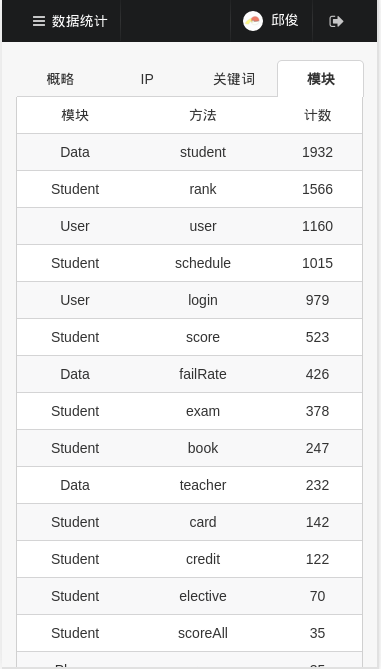 数据统计 邱俊
概略 IP 关键词 模块
模块 方法 计数
Data student 1932
Student rank 1566
User user 1160
Student schedule 1015
User login 979
Student score 523
Data failRate 426
Student exam 378
Student book 247
Data teacher 232
Student card 142
Student credit 122
Student elective 70
Student scoreAll 35